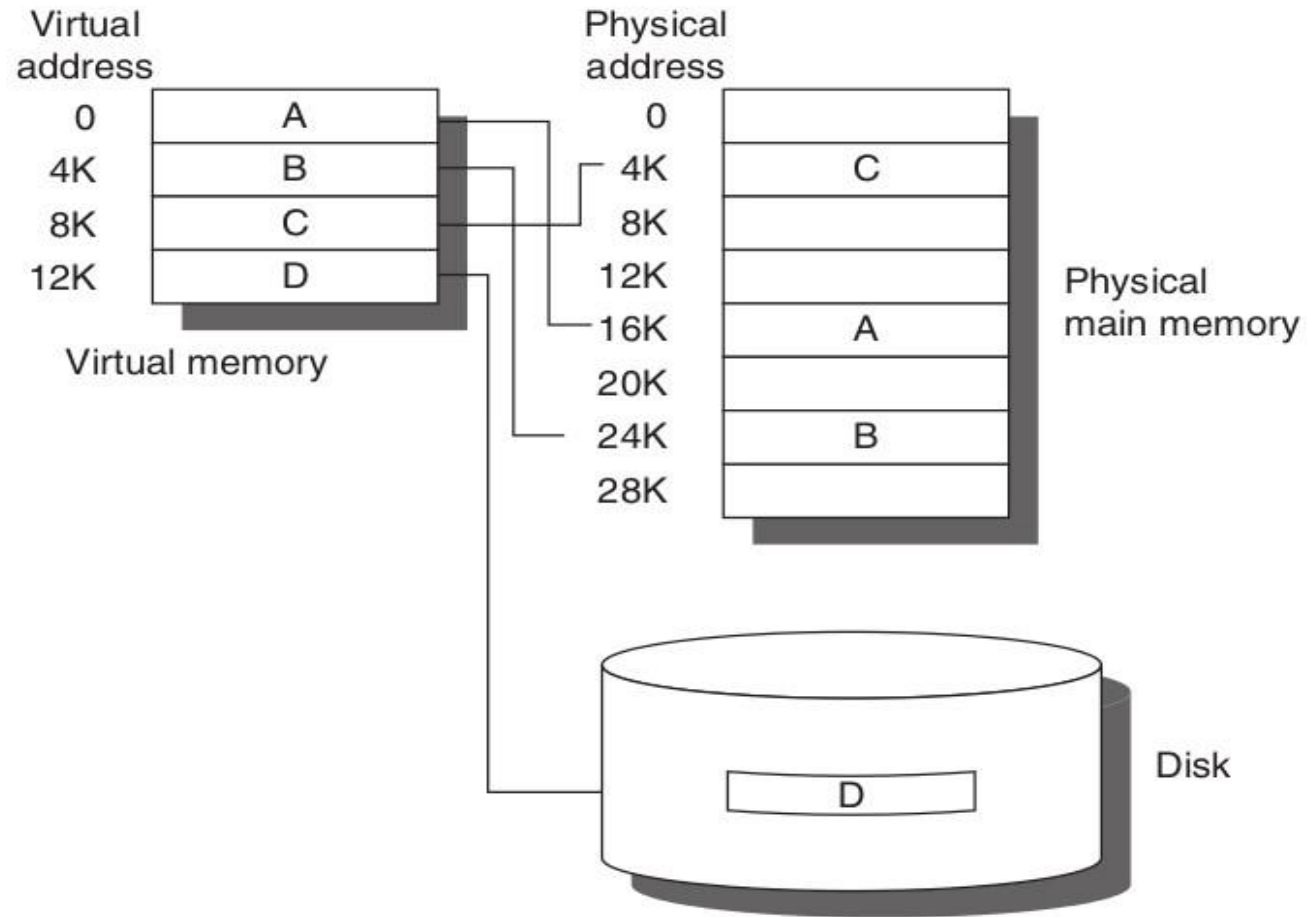 Virtual
address
0
A
4K
B
8K
C
12K
D
Virtual memory
Physical
address
0
4K
C
8K
12K
16K
A
20K
24K
B
28K
Physical
main memory
D
Disk